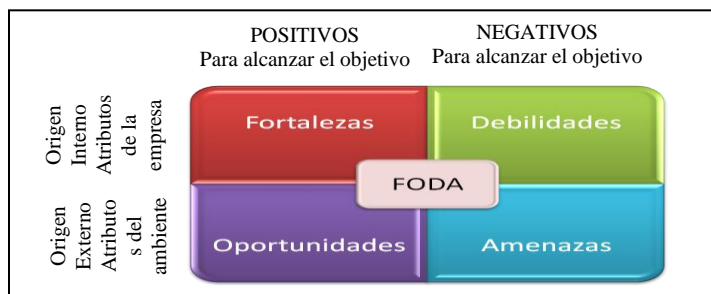 POSITIVOS
Para alcanzar el objetivo
NEGATIVOS
Para alcanzar el objetivo
Origen
Interno
Atributos
de la
empresa
Fortalezas
Debilidades
FODA
Origen
Externo
Atributo
s del
ambiente
Oportunidades
Amenazas